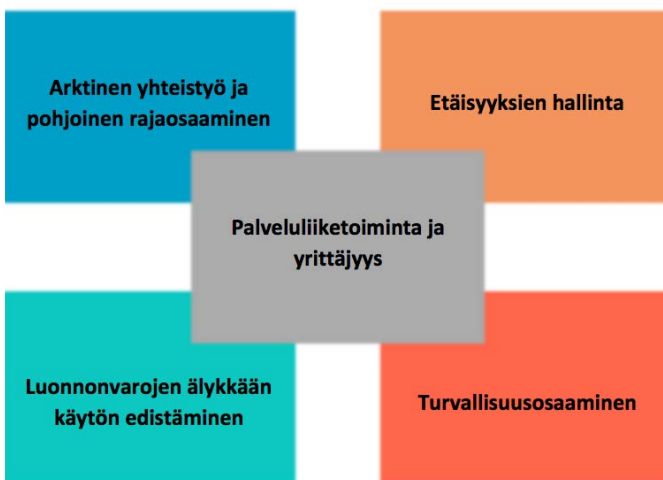 Arktinen yhteistyö ja
pohjoinen rajaosaaminen
Etäisyyksien hallinta
Palveluliiketoiminta ja
yrittäjyys
Luonnonvarojen älykkään
käytön edistäminen
Turvallisuusosaaminen